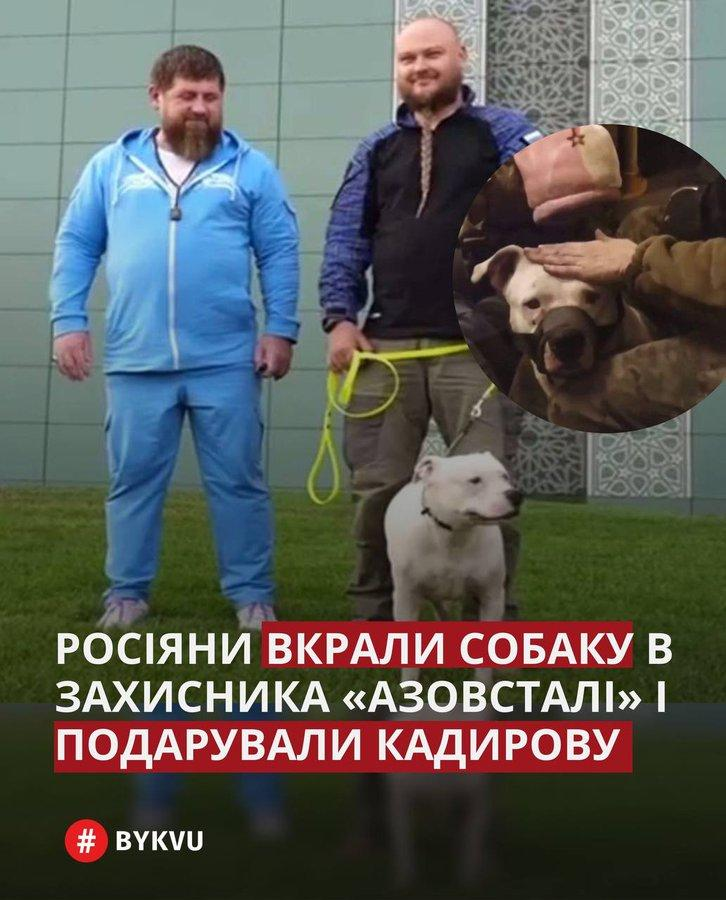 РОСІЯНИ ВКРАЛИ СОБАКУ В
ЗАХИСНИКА «АЗОВСТАЛІ» І
ПОДАРУВАЛИ КАДИРОВУ
# BYKVU